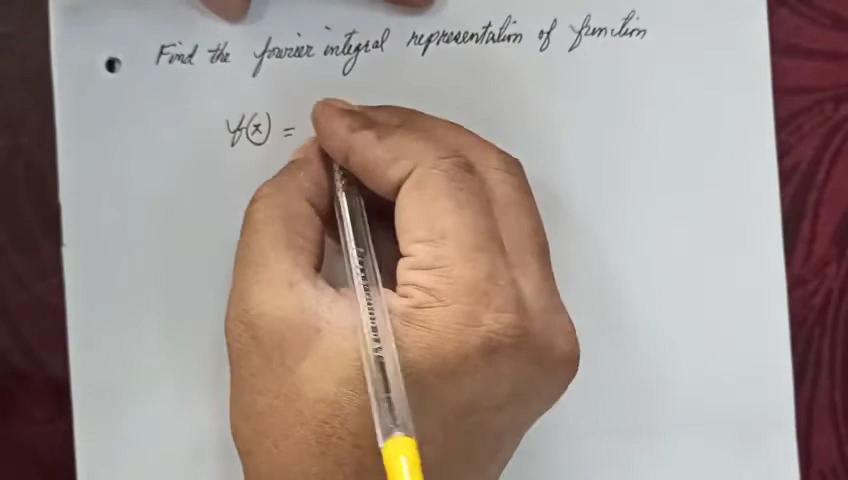 Find the fourier integral representation of function
f(x) =